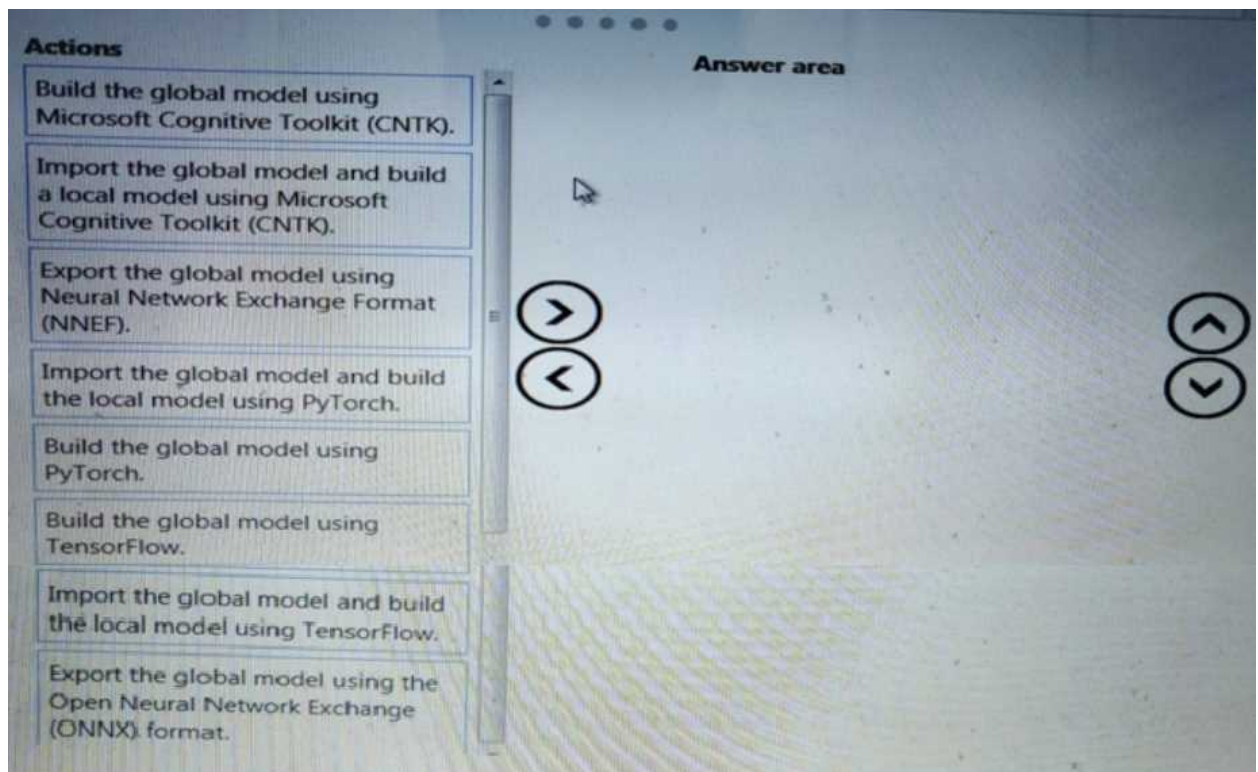 Actions
Answer area
Build the global model using
Microsoft Cognitive Toolkit (CNTK).
Import the global model and build
a local model using Microsoft
Cognitive Toolkit (CNTK).
Export the global model using
Neural Network Exchange Format
(NNEF).
Import the global model and build
the local model using PyTorch.
Build the global model using
PyTorch.
Build the global model using
TensorFlow.
Import the global model and build
the local model using TensorFlow.
Export the global model using the
Open Neural Network Exchange
(ONNX) format.